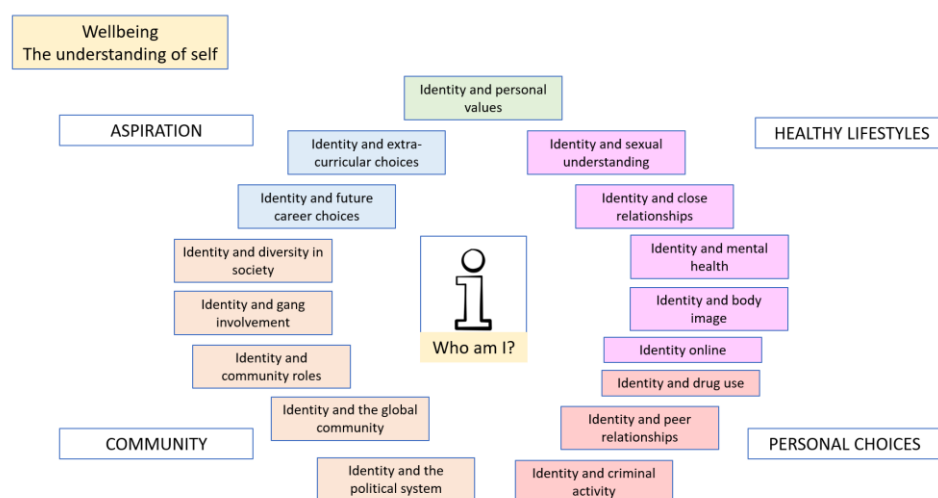 Wellbeing
The understanding of self
Identity and personal
values
ASPIRATION
HEALTHY LIFESTYLES
Identity and extra-
curricular choices
Identity and sexual
understanding
Identity and future
career choices
Identity and close
relationships
Identity and diversity in
society
Identity and mental
health
Identity and gang
involvement
Identity and body
image
i
Who am I?
Identity online
Identity and
community roles
Identity and drug use
Identity and the global
community
Identity and peer
relationships
COMMUNITY
PERSONAL CHOICES
Identity and the
political system
Identity and criminal
activity